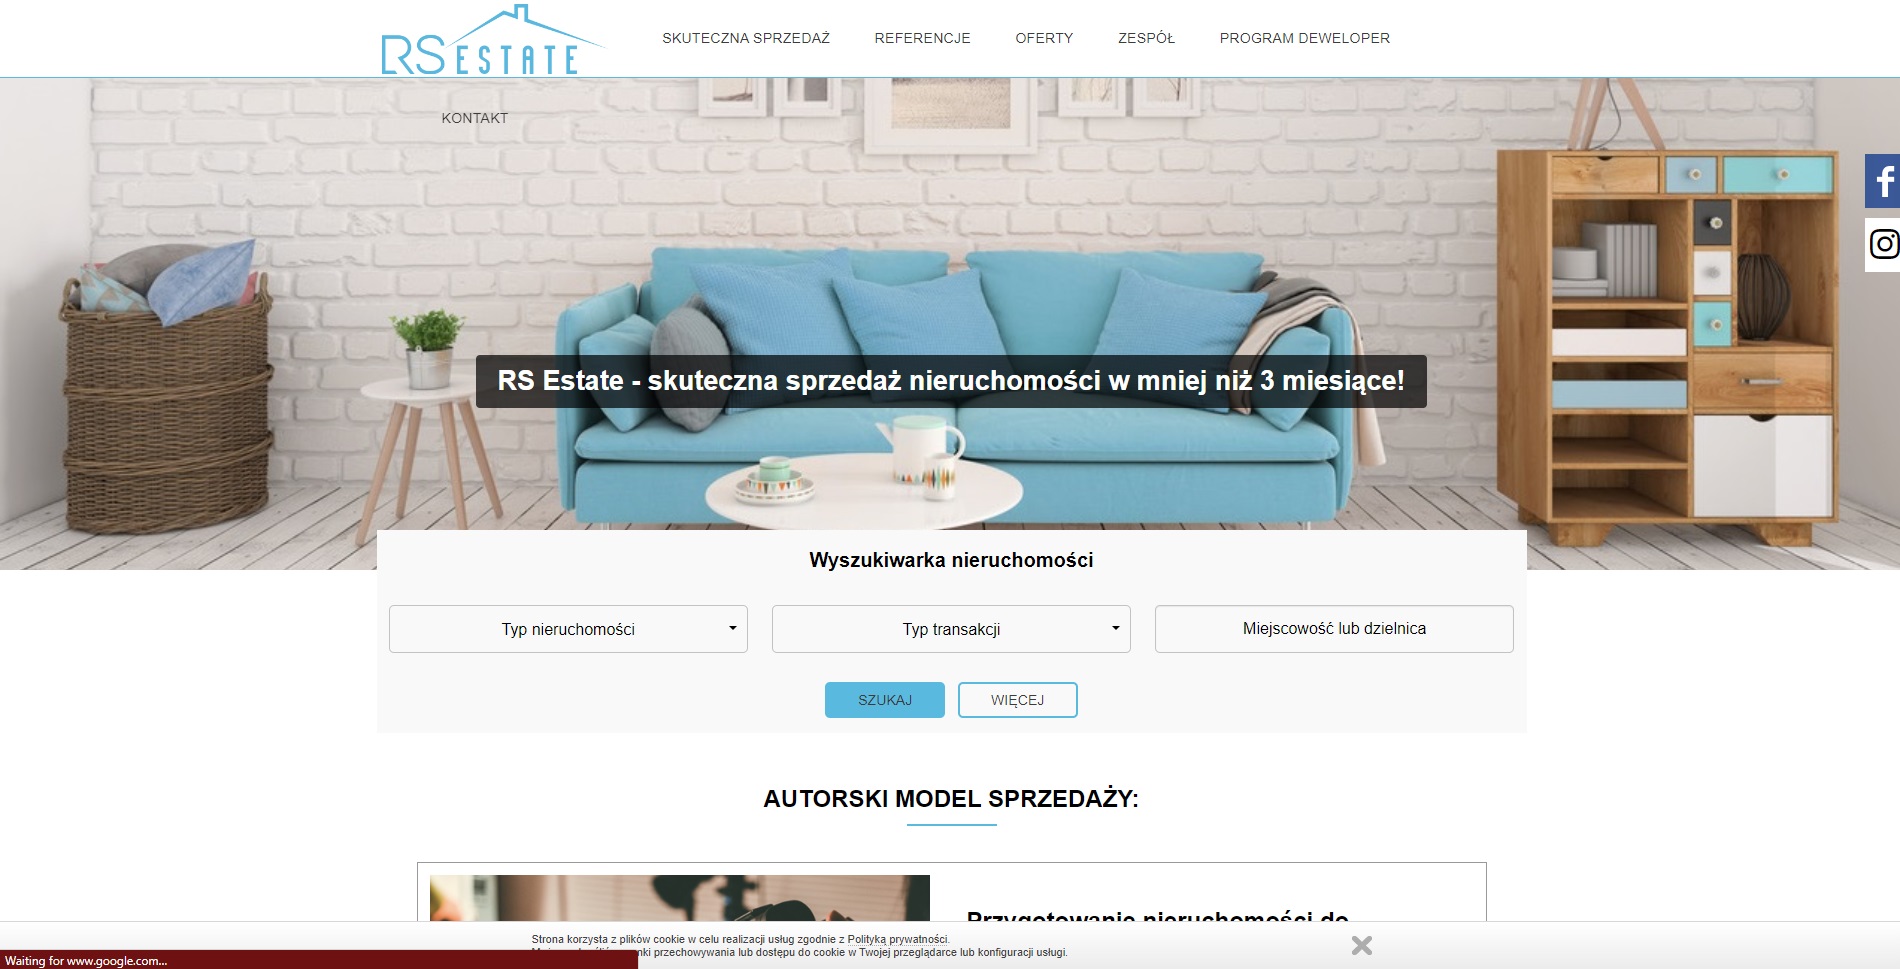 RS ESTATE
SKUTECZNA SPRZEDAŻ
REFERENCJE
OFERTY
ZESPÓŁ
PROGRAM DEWELOPER
KONTAKT
RS Estate - skuteczna sprzedaż nieruchomości w mniej niż 3 miesiące!
Wyszukiwarka nieruchomości
Typ nieruchomości
Typ transakcji
Miejscowość lub dzielnica
SZUKAJ
WIĘCEJ
AUTORSKI MODEL SPRZEDAŻY:
Przygotowanie nieruchomości do
Strona korzysta z plików cookie w celu realizacji usług zgodnie z Polityką prywatności.
przechowywania lub dostępu do cookie w Twojej przeglądarce lub konfiguracji usługi.
Waiting for www.google.com...